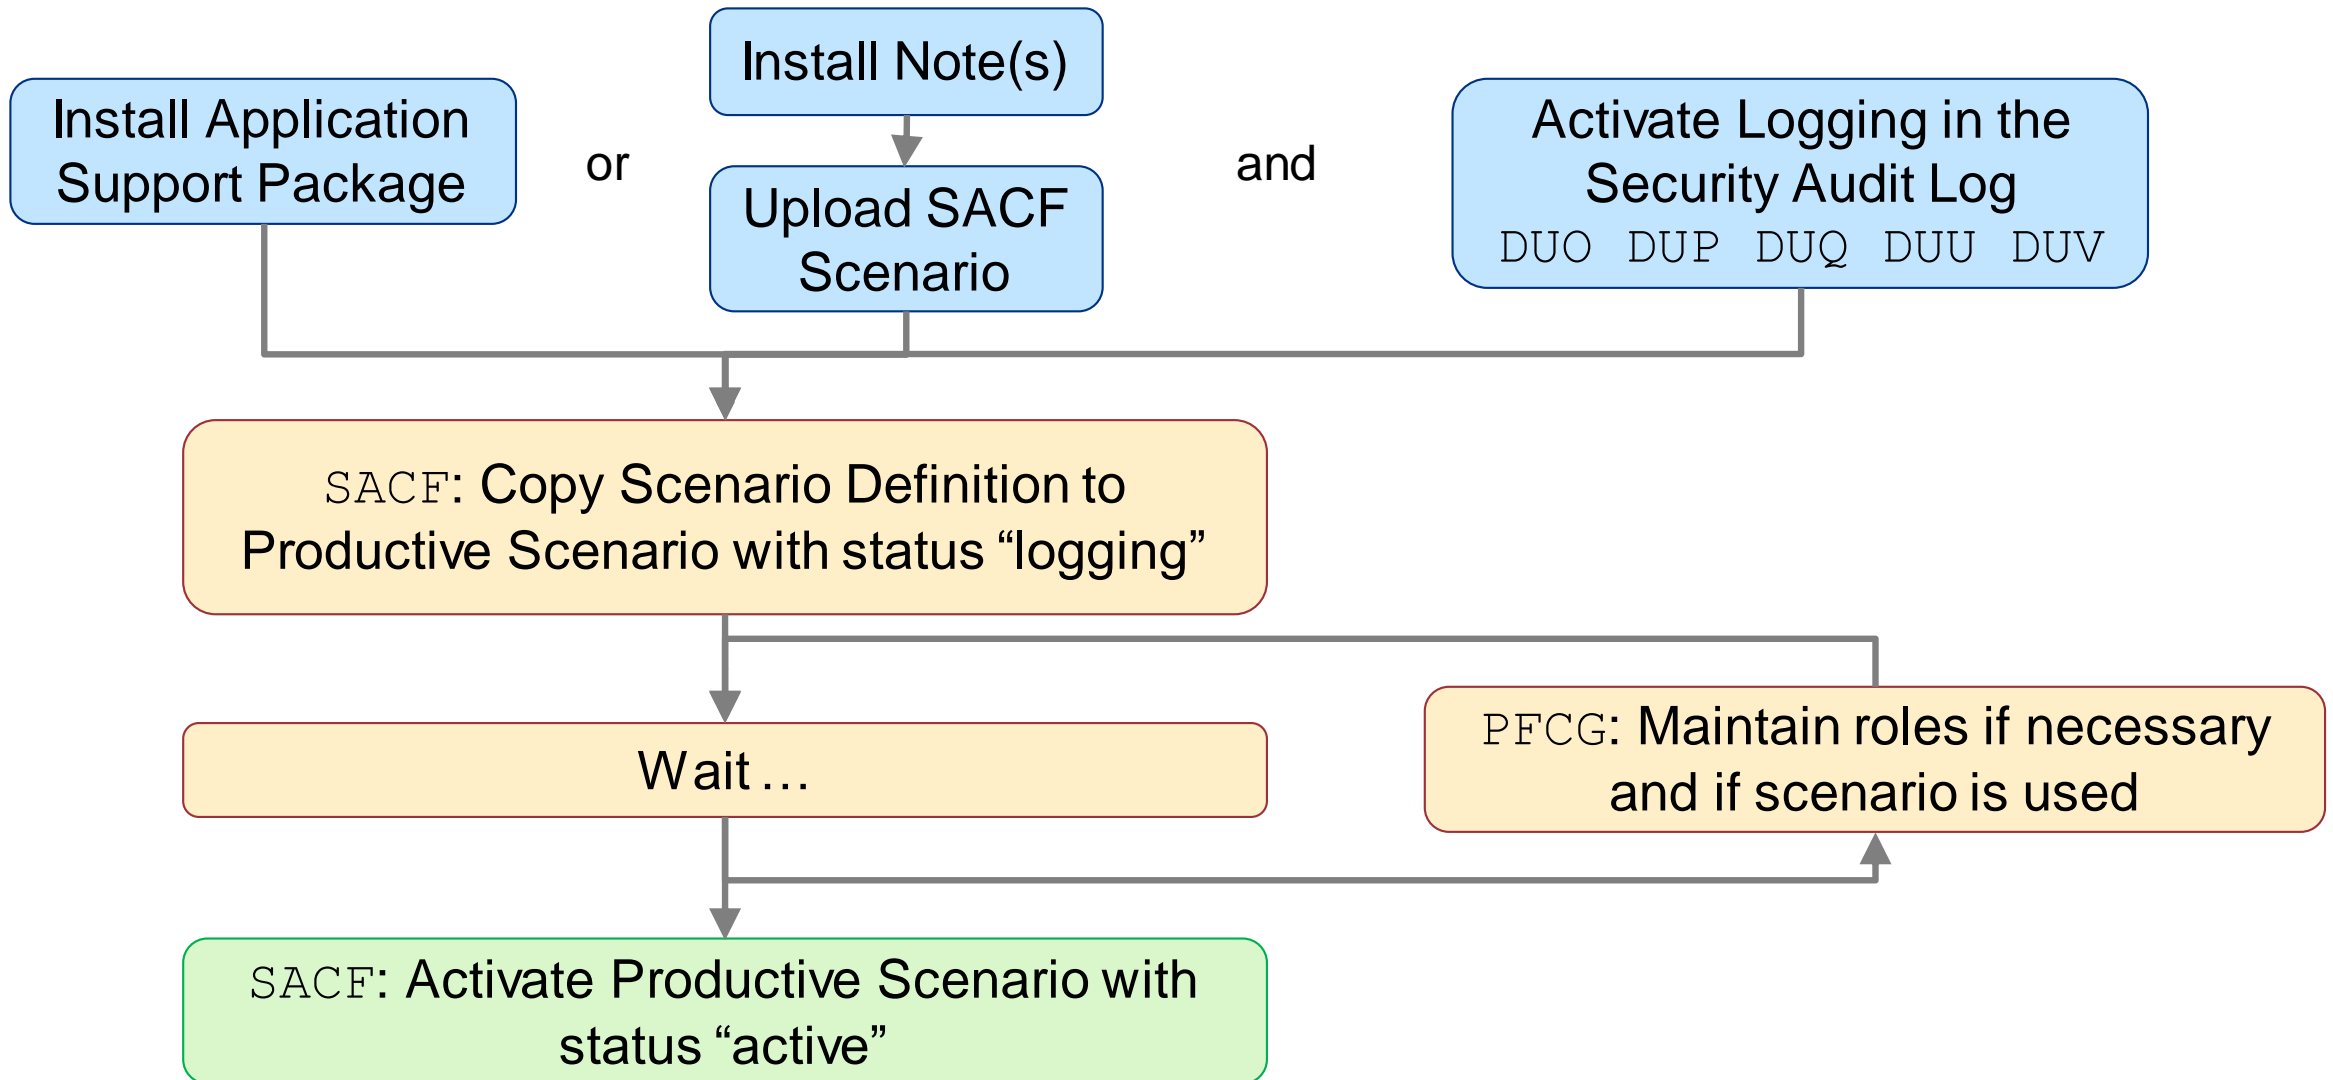 Install Application
Support Package
or
Install Note(s)
Upload SACF
Scenario
and
Activate Logging in the
Security Audit Log
DUO DUP DUQ DUU DUV
SACF: Copy Scenario Definition to
Productive Scenario with status “logging”
Wait …
PFCG: Maintain roles if necessary
and if scenario is used
SACF: Activate Productive Scenario with
status “active”